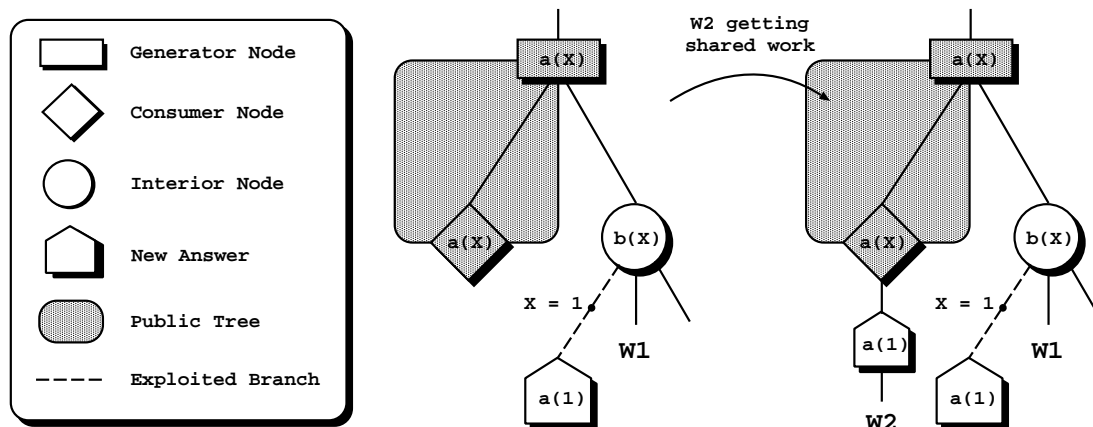 Generator Node
Consumer Node
Interior Node
New Answer
Public Tree
Exploited Branch
a(X)
a(X)
b(X)
X = 1
W1
a(1)
W2 getting
shared work
a(X)
a(X)
b(X)
X = 1
a(1)
W1
W2
a(1)